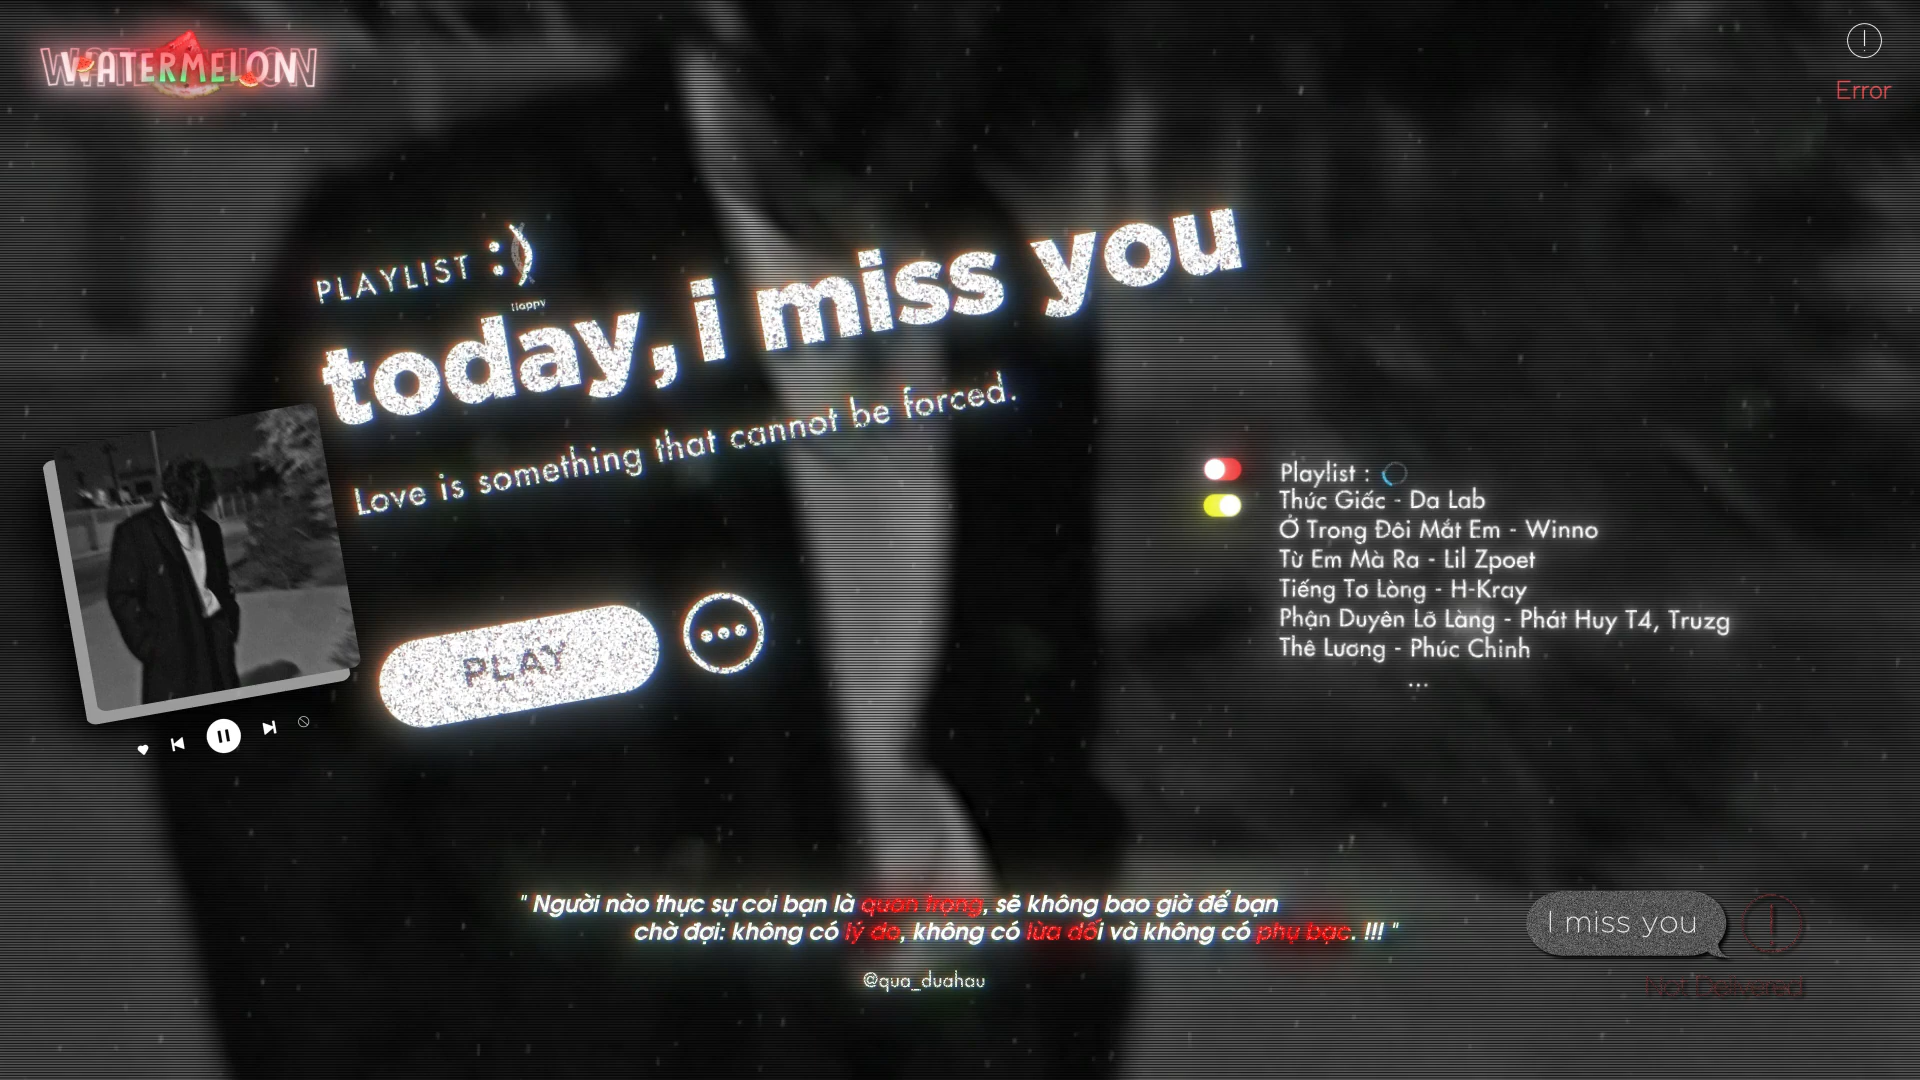 WATERMELON
Error
PLAYLIST :)
Happy
today, i miss you
Love is something that cannot be forced.
PLAY
Playlist :
Thức Giấc - Da Lab
Ở Trong Đôi Mắt Em - Winno
Từ Em Mà Ra - Lil Zpoet
Tiếng Tơ Lòng - H-Kray
Phận Duyên Lỡ Làng - Phát Huy T4, Truzg
Thê Lương - Phúc Chinh
...
" Người nào thực sự coi bạn là quan trọng, sẽ không bao giờ để bạn
chờ đợi: không có lý do, không có lừa dối và không có phụ bạc. !!! "
@qua_duahau
I miss you
Not Delivered